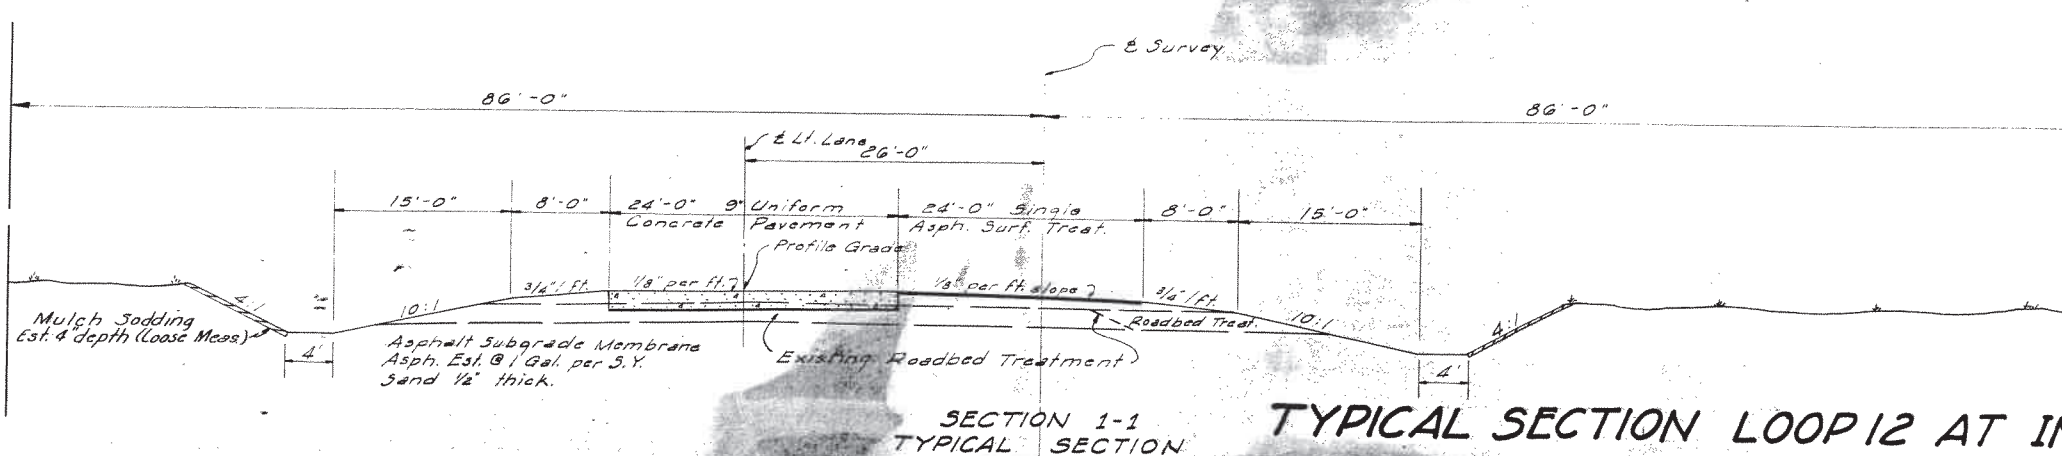 ℄ Survey
86'-0"
86'-0"
℄ Lt. Lane
26'-0"
15'-0"
8'-0"
24'-0" 9" Uniform
Concrete Pavement
24'-0" Single
Asph. Surf. Treat.
8'-0"
15'-0"
Profile Grade
4:1
10:1
3/4"/ft.
1/8" per ft.
1/8" per ft. slope
3/4"/ft.
10:1
4:1
Roadbed Treat.
Mulch Sodding
Est. 4" depth (Loose Meas.)
4'
Asphalt Subgrade Membrane
Asph. Est. @ 1 Gal. per S.Y.
Sand 1/2" thick.
Existing Roadbed Treatment
4'
SECTION 1-1
TYPICAL SECTION
TYPICAL SECTION LOOP 12 AT